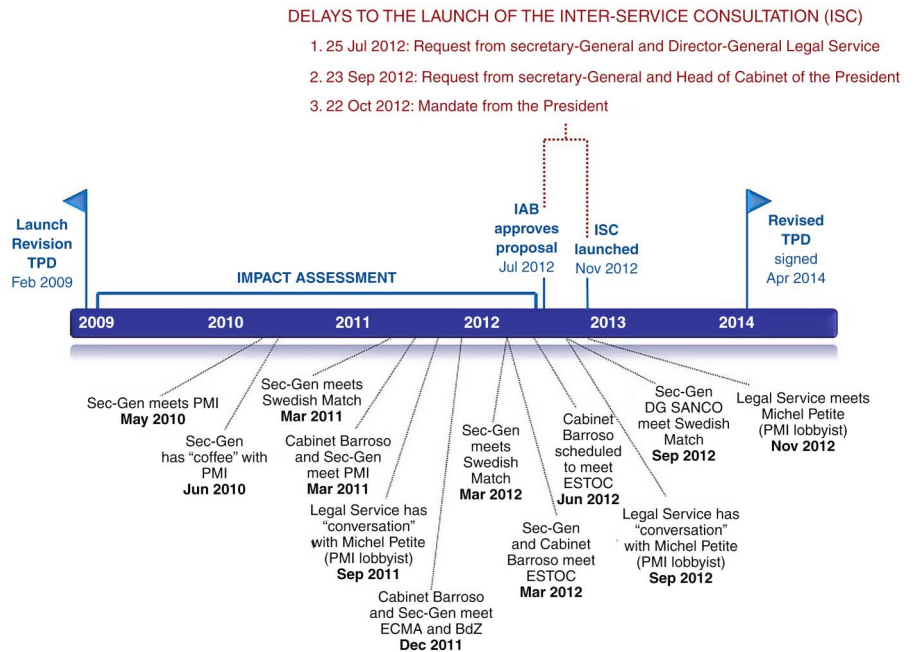 DELAYS TO THE LAUNCH OF THE INTER-SERVICE CONSULTATION (ISC)
1. 25 Jul 2012: Request from secretary-General and Director-General Legal Service
2. 23 Sep 2012: Request from secretary-General and Head of Cabinet of the President
3. 22 Oct 2012: Mandate from the President
Launch
Revision
TPD
Feb 2009
IMPACT ASSESSMENT
IAB
approves
proposal
Jul 2012
ISC
launched
Nov 2012
Revised
TPD
signed
Apr 2014
2009 2010 2011 2012 2013 2014
Sec-Gen meets PMI
May 2010
Sec-Gen
has “coffee” with
PMI
Jun 2010
Sec-Gen meets
Swedish Match
Mar 2011
Cabinet Barroso
and Sec-Gen
meet PMI
Mar 2011
Legal Service has
“conversation”
with Michel Petite
(PMI lobbyist)
Sep 2011
Cabinet Barroso
and Sec-Gen meet
ECMA and BdZ
Dec 2011
Sec-Gen
meets
Swedish
Match
Mar 2012
Sec-Gen
and Cabinet
Barroso meet
ESTOC
Mar 2012
Cabinet
Barroso
scheduled
to meet
ESTOC
Jun 2012
Sec-Gen
DG SANCO
meet Swedish
Match
Sep 2012
Legal Service has
“conversation”
with Michel Petite
(PMI lobbyist)
Sep 2012
Legal Service meets
Michel Petite
(PMI lobbyist)
Nov 2012